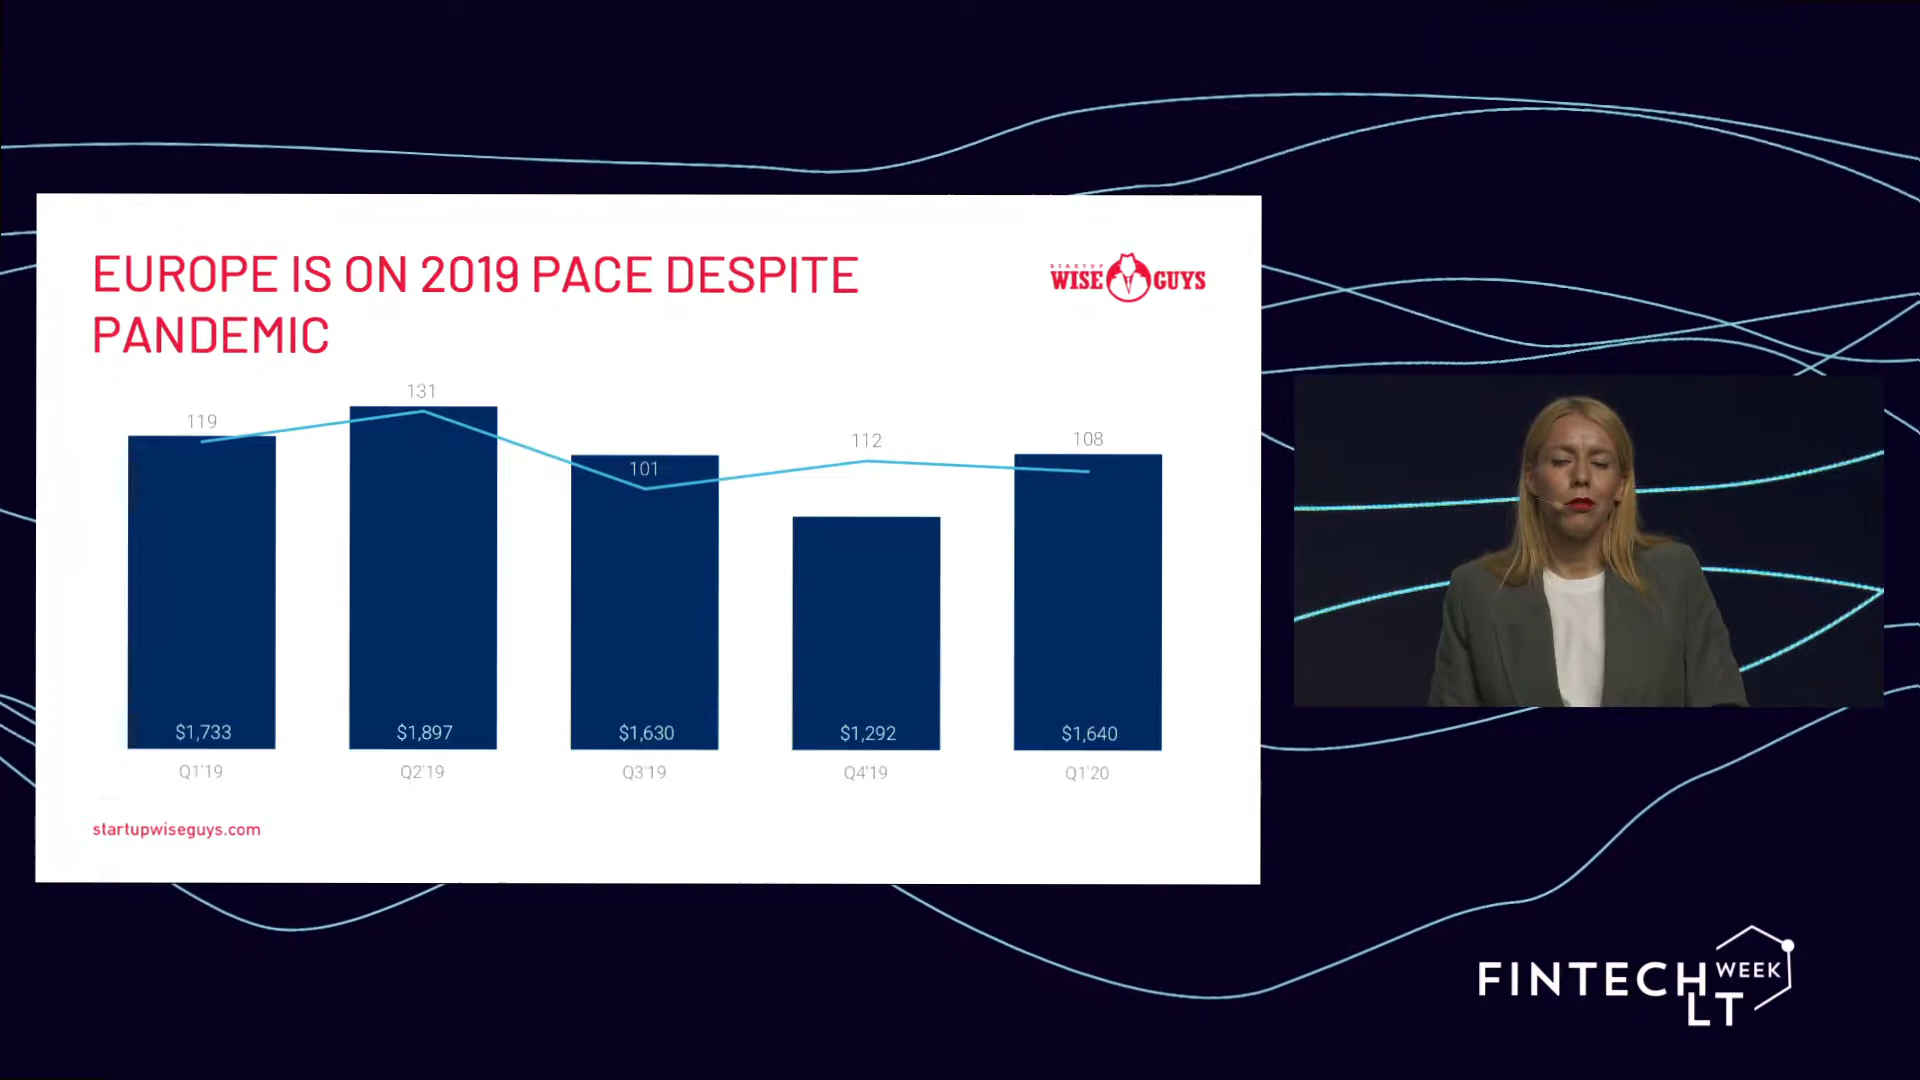 EUROPE IS ON 2019 PACE DESPITE
PANDEMIC
STARTUP
WISE GUYS
119
131
101
112
108
$1,733
$1,897
$1,630
$1,292
$1,640
Q1'19
Q2'19
Q3'19
Q4'19
Q1'20
startupwiseguys.com
FINTECH WEEK
LT